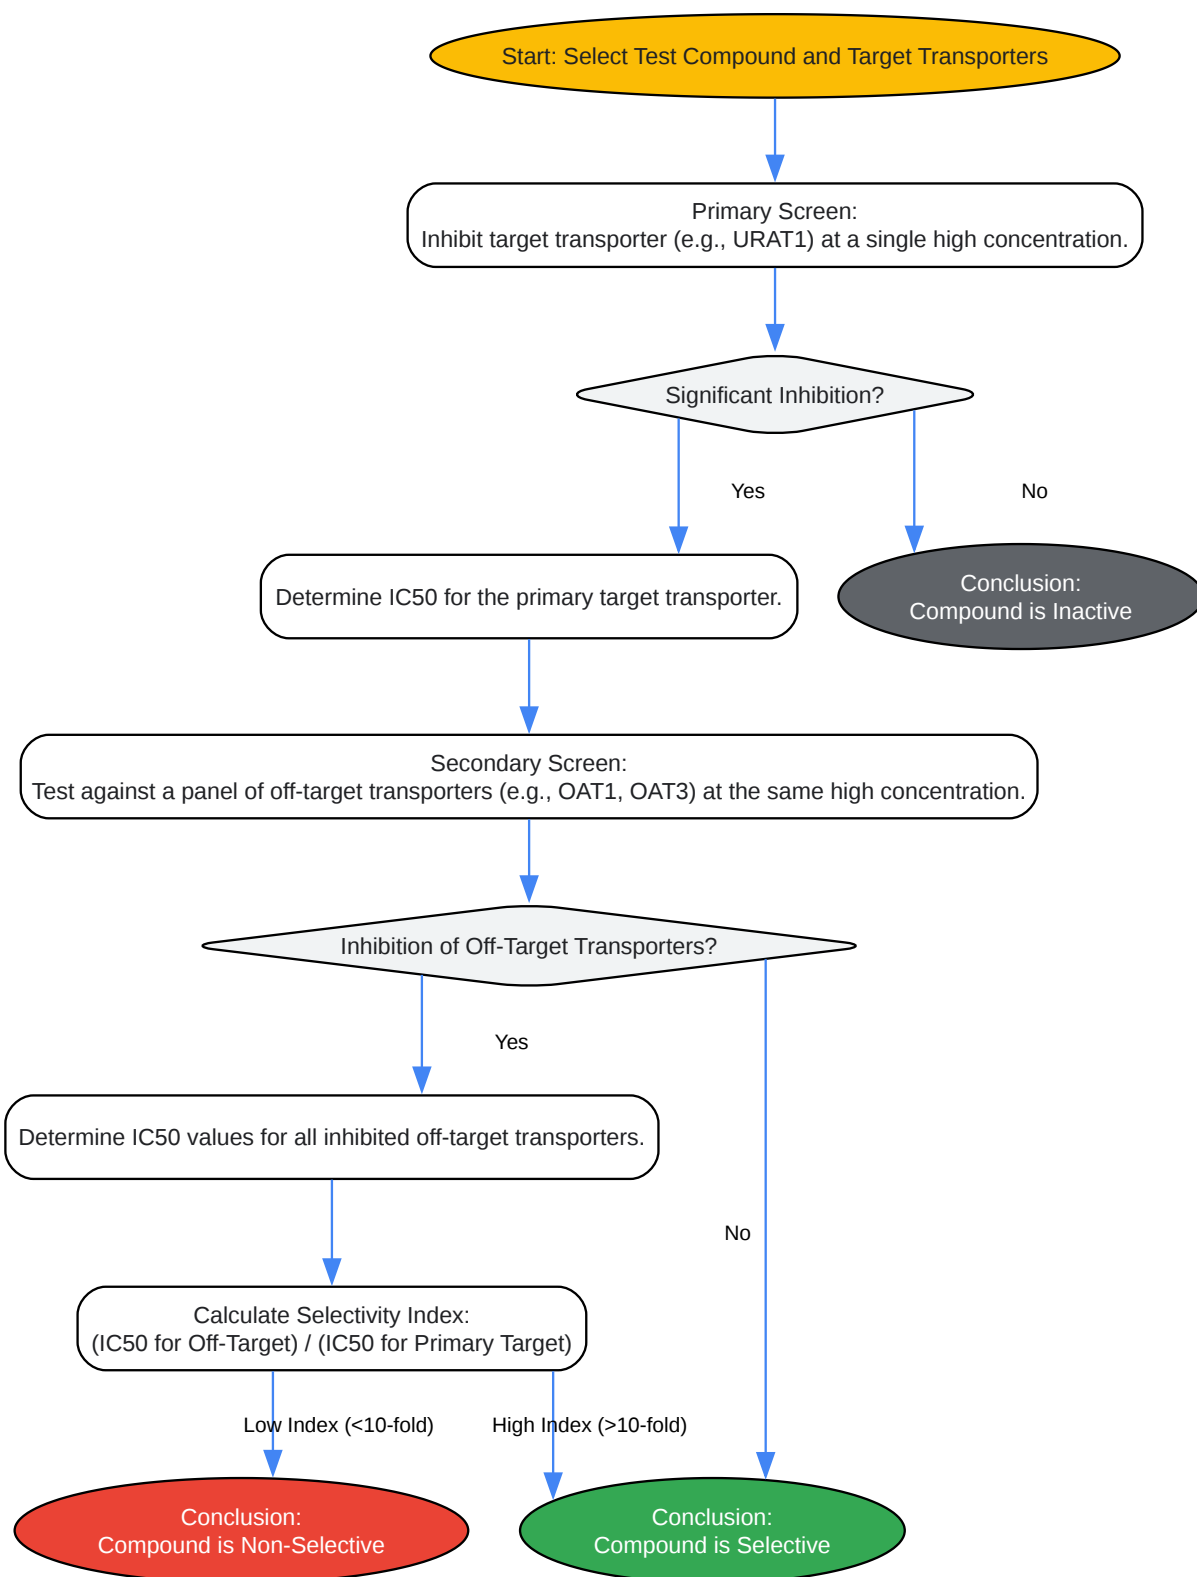 Start: Select Test Compound and Target Transporters
Primary Screen:
Inhibit target transporter (e.g., URAT1) at a single high concentration.
Significant Inhibition?
Yes
No
Determine IC50 for the primary target transporter.
Conclusion:
Compound is Inactive
Secondary Screen:
Test against a panel of off-target transporters (e.g., OAT1, OAT3) at the same high concentration.
Inhibition of Off-Target Transporters?
Yes
Determine IC50 values for all inhibited off-target transporters.
No
Calculate Selectivity Index:
(IC50 for Off-Target) / (IC50 for Primary Target)
Low Index (<10-fold)
High Index (>10-fold)
Conclusion:
Compound is Non-Selective
Conclusion:
Compound is Selective